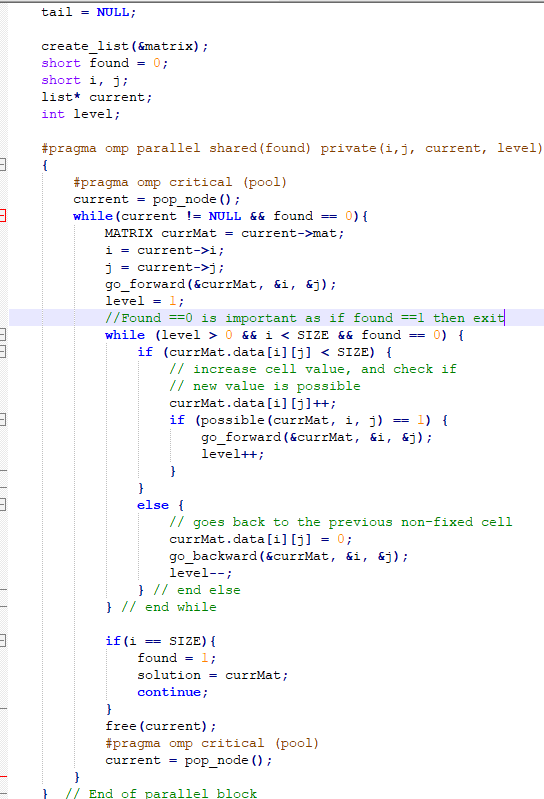 tail = NULL;
create_list(&matrix);
short found = 0;
short i, j;
list* current;
int level;
#pragma omp parallel shared(found) private(i,j, current, level)
{
#pragma omp critical (pool)
current = pop_node();
while(current != NULL && found == 0){
MATRIX currMat = current->mat;
i = current->i;
j = current->j;
go_forward(&currMat, &i, &j);
level = 1;
//Found ==0 is important as if found ==1 then exit
while (level > 0 && i < SIZE && found == 0) {
if (currMat.data[i][j] < SIZE) {
// increase cell value, and check if
// new value is possible
currMat.data[i][j]++;
if (possible(currMat, i, j) == 1) {
go_forward(&currMat, &i, &j);
level++;
}
}
else {
// goes back to the previous non-fixed cell
currMat.data[i][j] = 0;
go_backward(&currMat, &i, &j);
level--;
} // end else
} // end while
if(i == SIZE){
found = 1;
solution = currMat;
continue;
}
free(current);
#pragma omp critical (pool)
current = pop_node();
}
} // End of parallel block